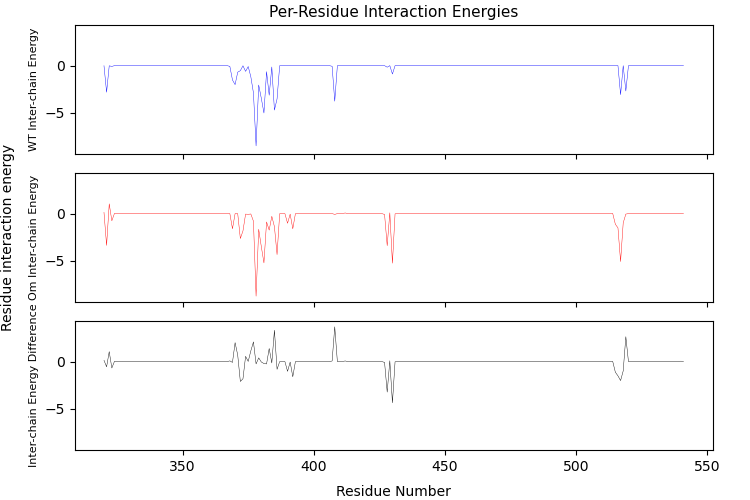 Per-Residue Interaction Energies
Residue interaction energy
WT Inter-chain Energy
0
−5
Om Inter-chain Energy
0
−5
Inter-chain Energy Difference
0
−5
350
400
450
500
550
Residue Number